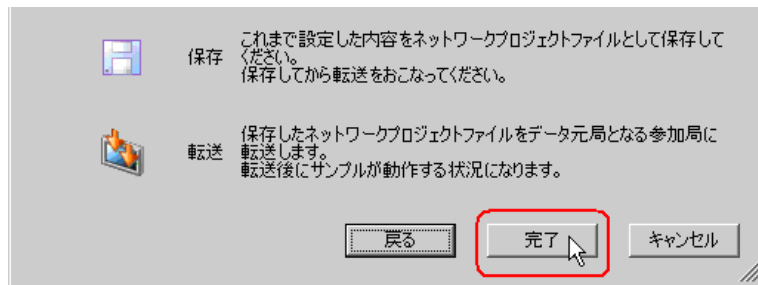 保存 これまで設定した内容をネットワークプロジェクトファイルとして保存して
ください。
保存してから転送をおこなってください。
転送 保存したネットワークプロジェクトファイルをデータ元局となる参加局に
転送します。
転送後にサンプルが動作する状況になります。
戻る 完了 キャンセル